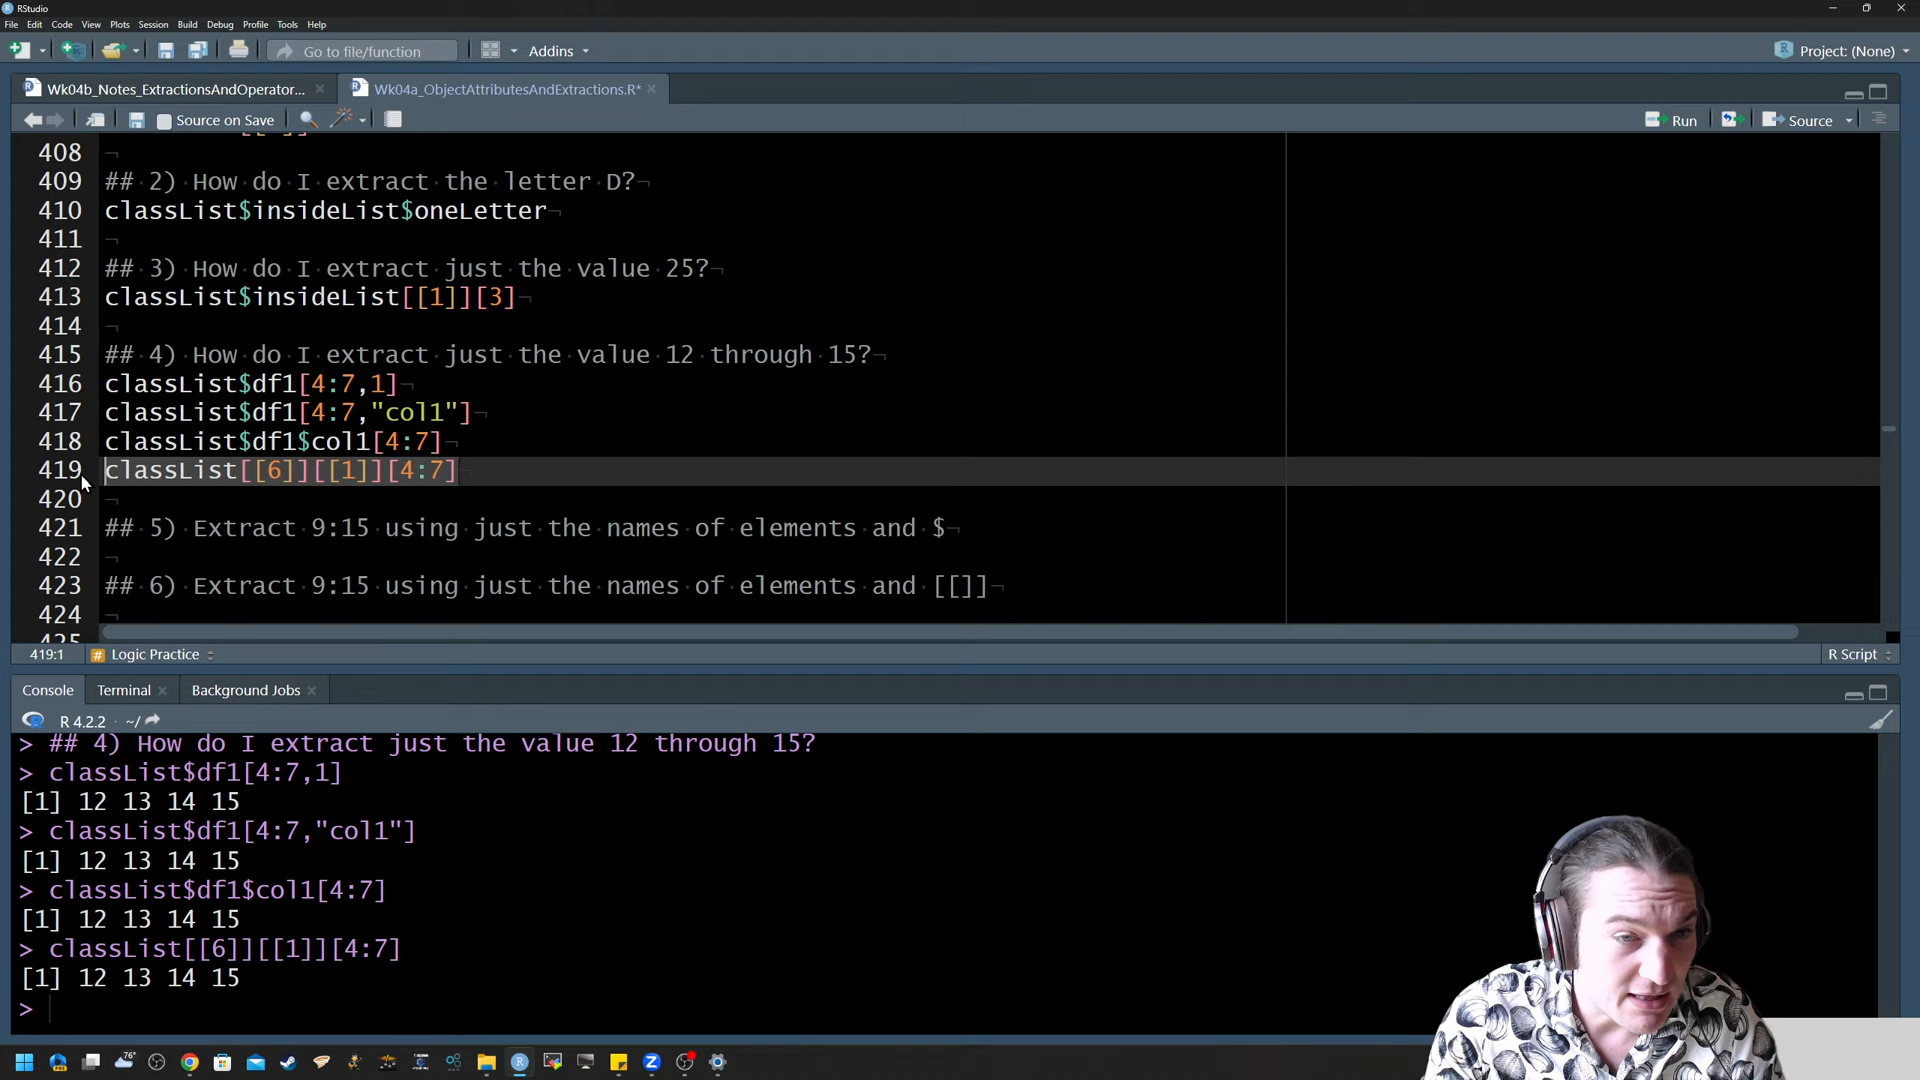 RStudio
File Edit Code View Plots Session Build Debug Profile Tools Help
Go to file/function Addins Project: (None)
Wk04b_Notes_ExtractionsAndOperator... Wk04a_ObjectAttributesAndExtractions.R*
Source on Save Run Source
408
409 ## 2) How do I extract the letter D?
410 classList$insideList$oneLetter
411
412 ## 3) How do I extract just the value 25?
413 classList$insideList[[1]][3]
414
415 ## 4) How do I extract just the value 12 through 15?
416 classList$df1[4:7,1]
417 classList$df1[4:7,"col1"]
418 classList$df1$col1[4:7]
419 classList[[6]][[1]][4:7]
420
421 ## 5) Extract 9:15 using just the names of elements and $
422
423 ## 6) Extract 9:15 using just the names of elements and [[]]
424
425
419:1 # Logic Practice R Script
Console Terminal Background Jobs
R 4.2.2 · ~/
> ## 4) How do I extract just the value 12 through 15?
> classList$df1[4:7,1]
[1] 12 13 14 15
> classList$df1[4:7,"col1"]
[1] 12 13 14 15
> classList$df1$col1[4:7]
[1] 12 13 14 15
> classList[[6]][[1]][4:7]
[1] 12 13 14 15
>
76°